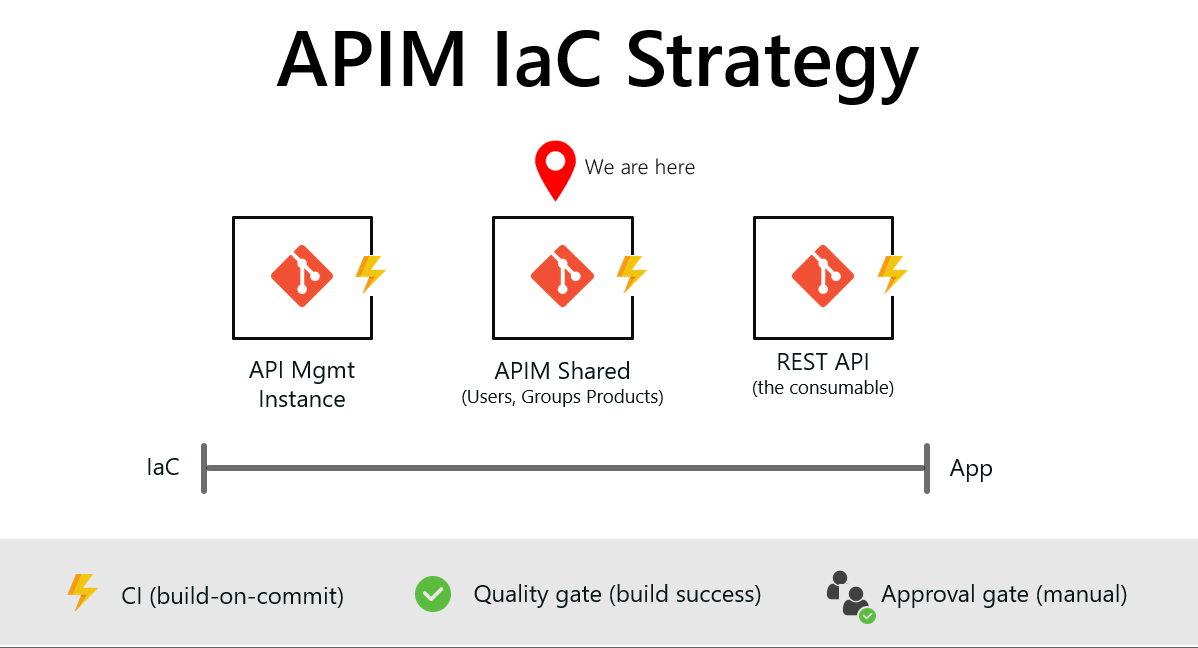 APIM IaC Strategy
We are here
API Mgmt
Instance
APIM Shared
(Users, Groups Products)
REST API
(the consumable)
IaC
App
CI (build-on-commit)
Quality gate (build success)
Approval gate (manual)